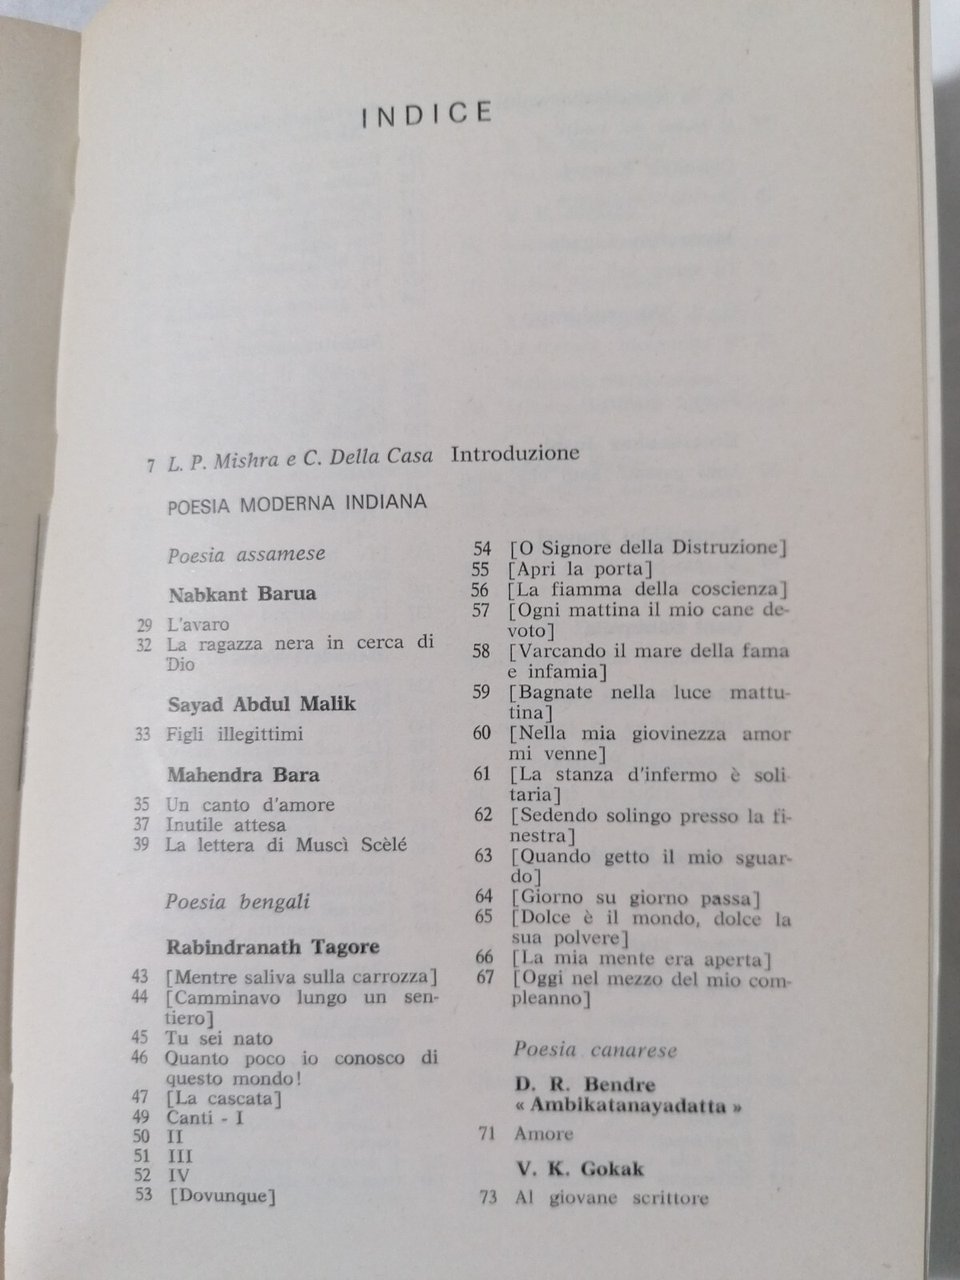 INDICE
7 L. P. Mishra e C. Della Casa Introduzione
POESIA MODERNA INDIANA
Poesia assamese
Nabkant Barua
29 L'avaro
32 La ragazza nera in cerca di
Dio
Sayad Abdul Malik
33 Figli illegittimi
Mahendra Bara
35 Un canto d'amore
37 Inutile attesa
39 La lettera di Muscì Scèlé
Poesia bengali
Rabindranath Tagore
43 [Mentre saliva sulla carrozza]
44 [Camminavo lungo un sen-
tiero]
45 Tu sei nato
46 Quanto poco io conosco di
questo mondo!
47 [La cascata]
49 Canti - I
50 II
51 III
52 IV
53 [Dovunque]
54 [O Signore della Distruzione]
55 [Apri la porta]
56 [La fiamma della coscienza]
57 [Ogni mattina il mio cane de-
voto]
58 [Varcando il mare della fama
e infamia]
59 [Bagnate nella luce mattu-
tina]
60 [Nella mia giovinezza amor
mi venne]
61 [La stanza d'infermo è soli
taria]
62 [Sedendo solingo presso la fi-
nestra]
63 [Quando getto il mio sguar-
do]
64 [Giorno su giorno passa]
65 [Dolce è il mondo, dolce la
sua polvere]
66 [La mia mente era aperta]
67 [Oggi nel mezzo del mio com-
pleanno]
Poesia canarese
D. R. Bendre
« Ambikatanayadatta »
71 Amore
V. K. Gokak
73 Al giovane scrittore